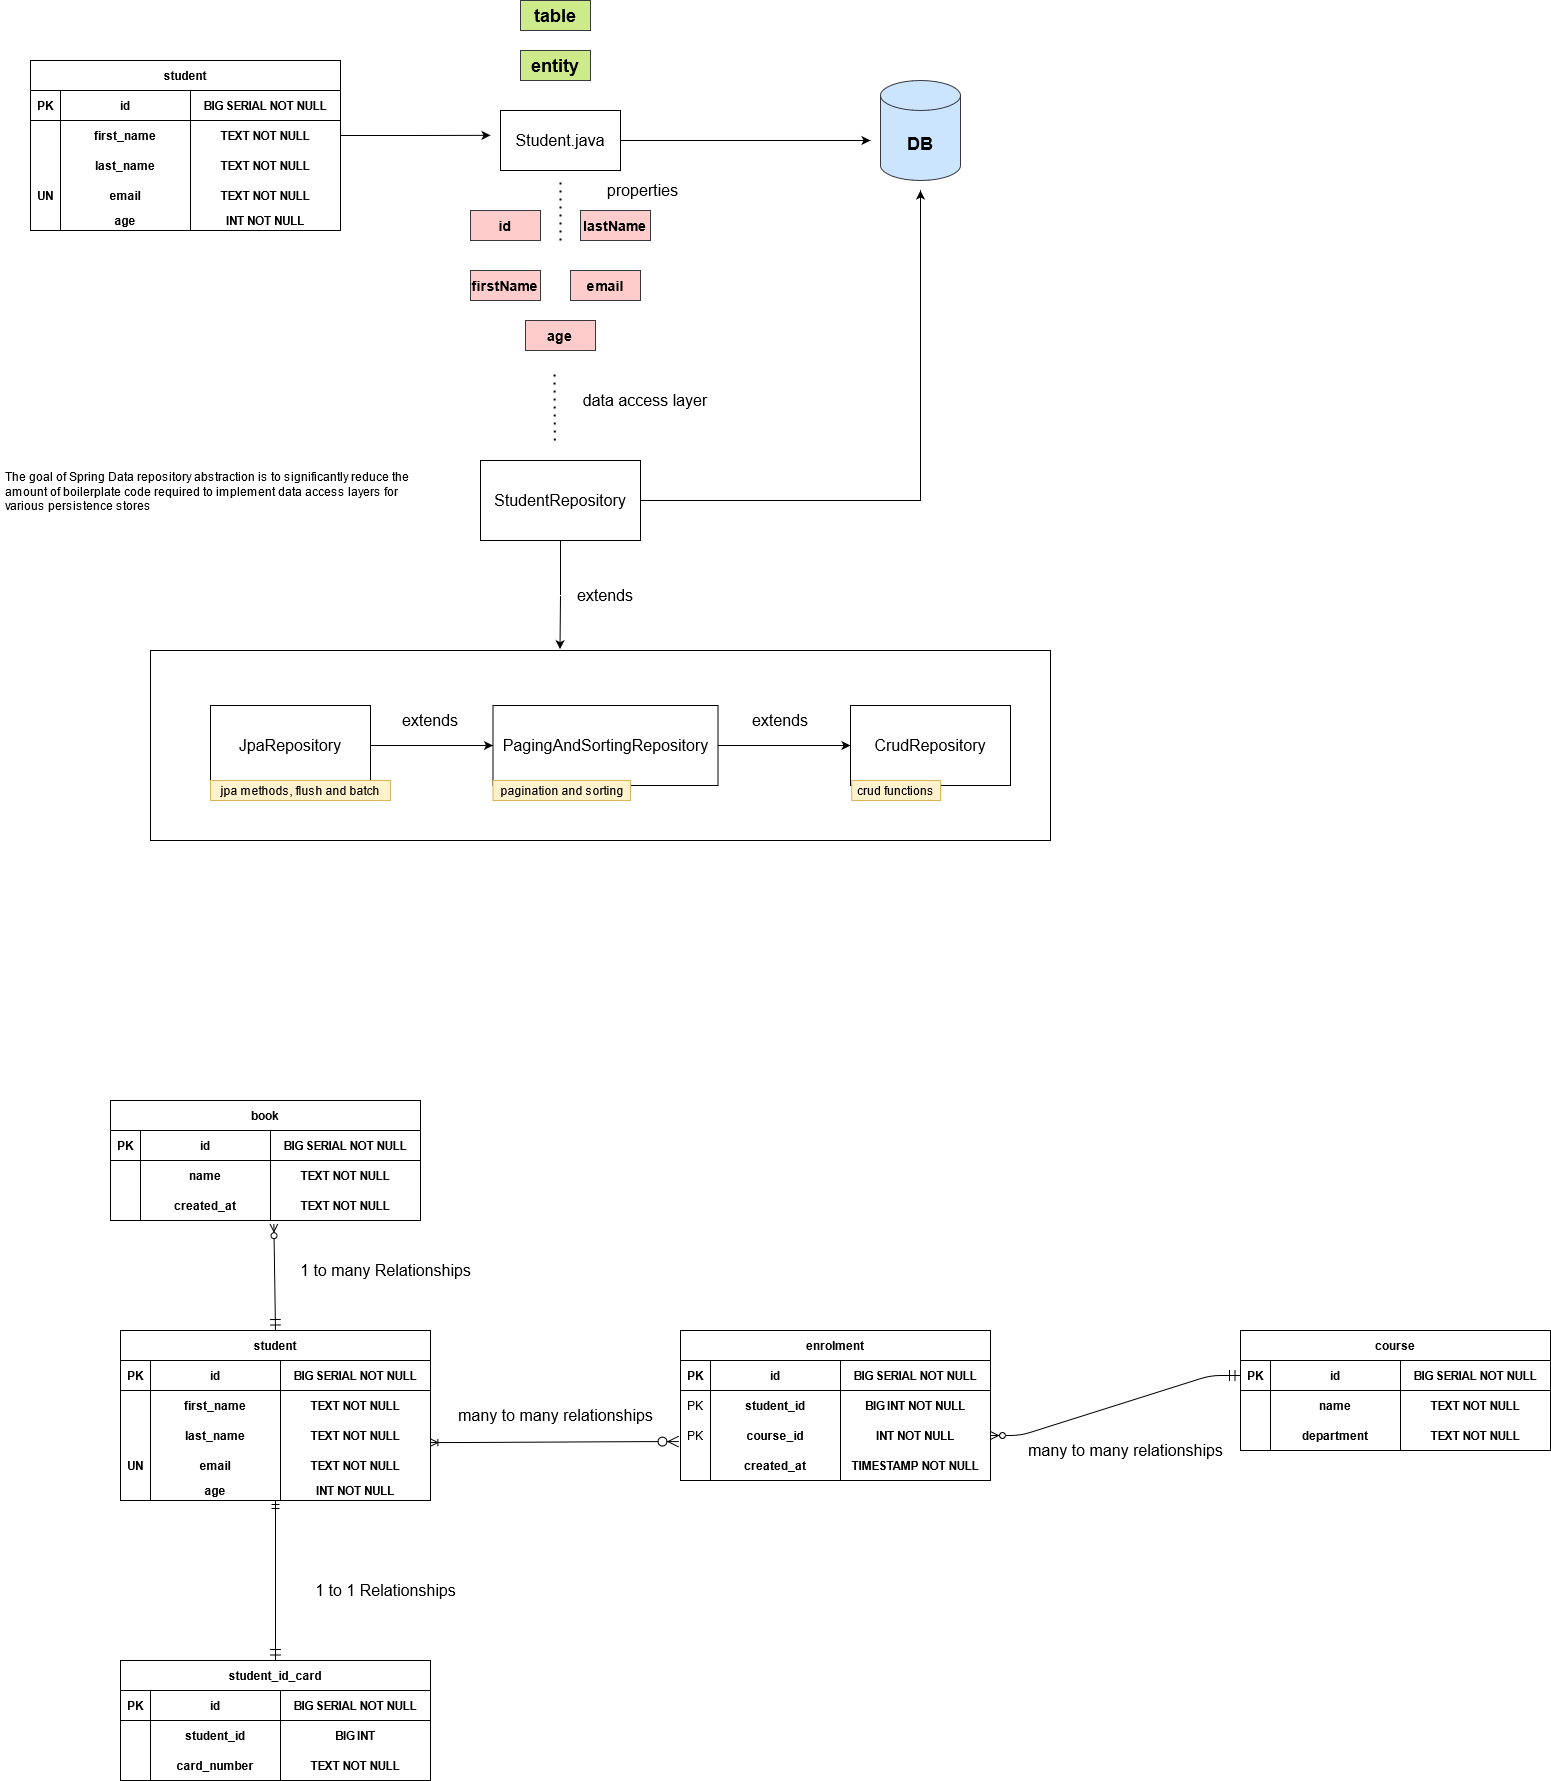 table
entity
student
PK id BIG SERIAL NOT NULL
first_name TEXT NOT NULL
last_name TEXT NOT NULL
UN email TEXT NOT NULL
age INT NOT NULL
Student.java
DB
properties
id lastName
firstName email
age
data access layer
The goal of Spring Data repository abstraction is to significantly reduce the
amount of boilerplate code required to implement data access layers for
various persistence stores
StudentRepository
extends
JpaRepository extends PagingAndSortingRepository extends CrudRepository
jpa methods, flush and batch pagination and sorting crud functions
book
PK id BIG SERIAL NOT NULL
name TEXT NOT NULL
created_at TEXT NOT NULL
1 to many Relationships
student
PK id BIG SERIAL NOT NULL
first_name TEXT NOT NULL
last_name TEXT NOT NULL
UN email TEXT NOT NULL
age INT NOT NULL
many to many relationships
enrolment
PK id BIG SERIAL NOT NULL
PK student_id BIG INT NOT NULL
PK course_id INT NOT NULL
created_at TIMESTAMP NOT NULL
many to many relationships
course
PK id BIG SERIAL NOT NULL
name TEXT NOT NULL
department TEXT NOT NULL
1 to 1 Relationships
student_id_card
PK id BIG SERIAL NOT NULL
student_id BIG INT
card_number TEXT NOT NULL